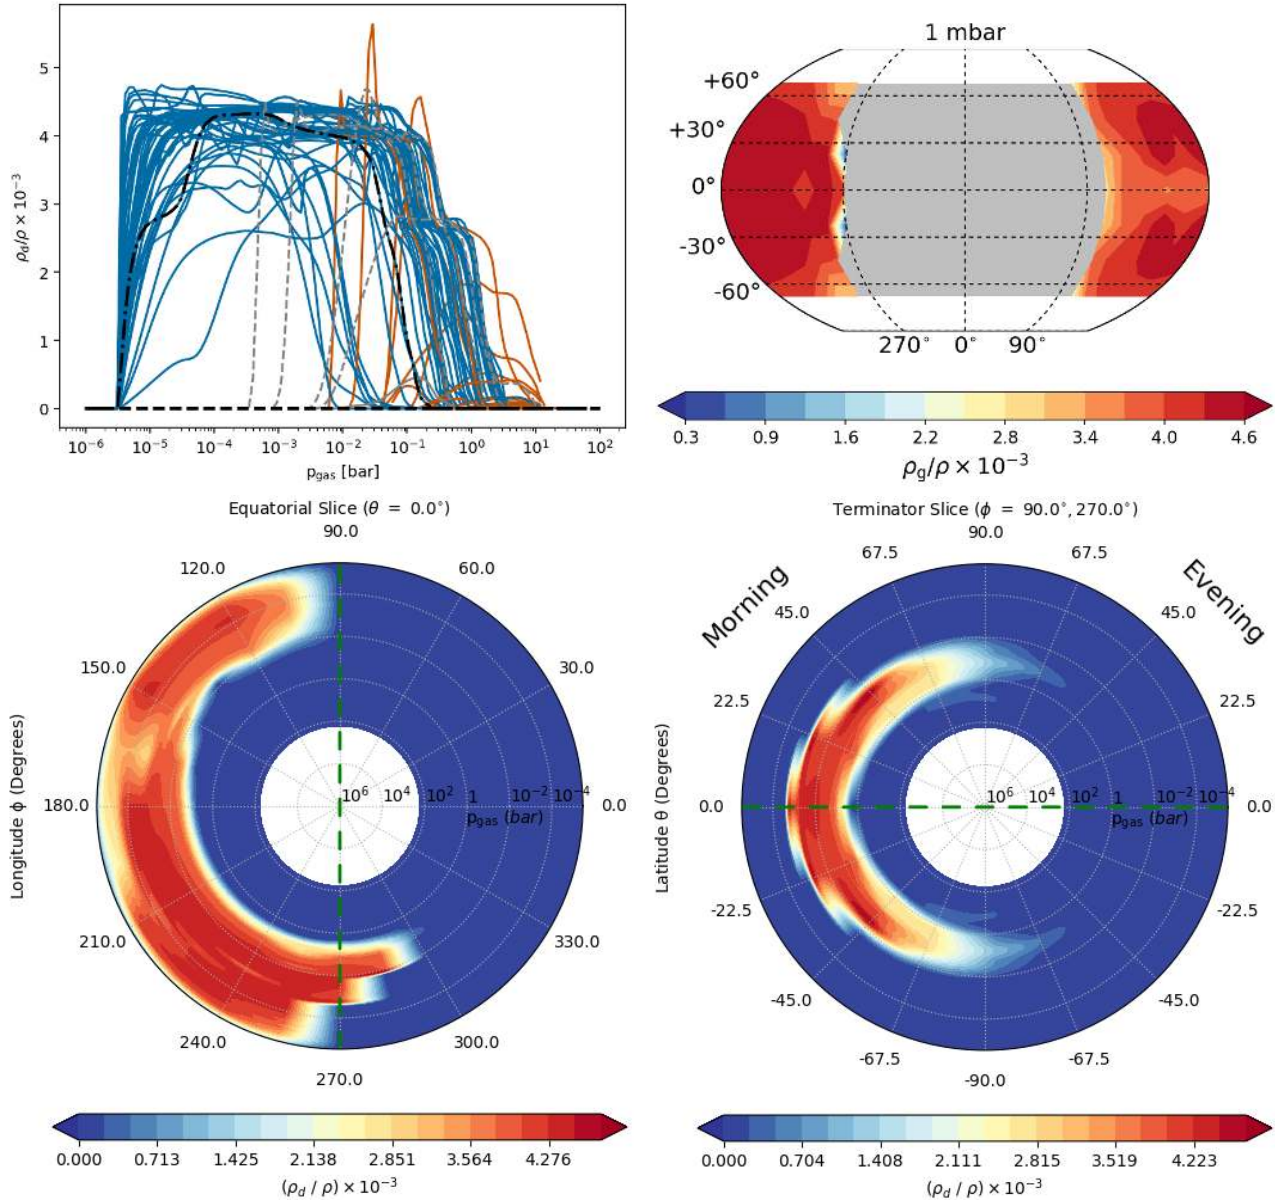 ρ_d/ρ × 10⁻³
5
4
3
2
1
0
10⁻⁶ 10⁻⁵ 10⁻⁴ 10⁻³ 10⁻² 10⁻¹ 10⁰ 10¹ 10²
p_gas [bar]
1 mbar
+60°
+30°
0°
-30°
-60°
270° 0° 90°
0.3 0.9 1.6 2.2 2.8 3.4 4.0 4.6
ρ_g/ρ × 10⁻³
Equatorial Slice (θ = 0.0°)
90.0
120.0 60.0
150.0 30.0
180.0 0.0
210.0 330.0
240.0 300.0
270.0
10⁶ 10⁴ 10² 1 10⁻² 10⁻⁴
p_gas (bar)
Longitude ϕ (Degrees)
0.000 0.713 1.425 2.138 2.851 3.564 4.276
(ρ_d / ρ) × 10⁻³
Terminator Slice (ϕ = 90.0°, 270.0°)
90.0
67.5 67.5
Morning Evening
45.0 45.0
22.5 22.5
0.0 0.0
10⁶ 10⁴ 10² 1 10⁻² 10⁻⁴
p_gas (bar)
-22.5 -22.5
-45.0 -45.0
-67.5 -67.5
-90.0
Latitude θ (Degrees)
0.000 0.704 1.408 2.111 2.815 3.519 4.223
(ρ_d / ρ) × 10⁻³